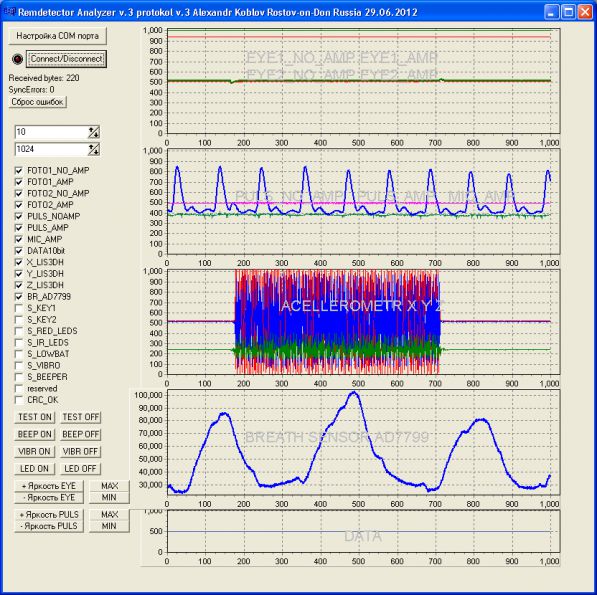 Remdetector Analyzer v.3 protokol v.3 Alexandr Koblov Rostov-on-Don Russia 29.06.2012
Настройка COM порта
Connect/Disconnect
Received bytes: 220
SyncErrors: 0
Сброс ошибок
10
1024
FOTO1_NO_AMP
FOTO1_AMP
FOTO2_NO_AMP
FOTO2_AMP
PULS_NOAMP
PULS_AMP
MIC_AMP
DATA10bit
X_LIS3DH
Y_LIS3DH
Z_LIS3DH
BR_AD7799
S_KEY1
S_KEY2
S_RED_LEDS
S_IR_LEDS
S_LOWBAT
S_VIBRO
S_BEEPER
reserved
CRC_OK
TEST ON TEST OFF
BEEP ON BEEP OFF
VIBR ON VIBR OFF
LED ON LED OFF
+ Яркость EYE MAX
- Яркость EYE MIN
+ Яркость PULS MAX
- Яркость PULS MIN
EYE1_NO_AMP EYE1_AMP
EYE2_NO_AMP EYE2_AMP
1,000
900
800
700
600
500
400
300
200
100
0
0 100 200 300 400 500 600 700 800 900 1,000
PULS_NO_AMP PULS_AMP MIC_AMP
1,000
900
800
700
600
500
400
300
200
100
0
0 100 200 300 400 500 600 700 800 900 1,000
ACELLEROMETR X Y Z
1,000
900
800
700
600
500
400
300
200
100
0
0 100 200 300 400 500 600 700 800 900 1,000
BREATH SENSOR AD7799
100,000
90,000
80,000
70,000
60,000
50,000
40,000
30,000
0 100 200 300 400 500 600 700 800 900 1,000
DATA
1,000
500
0
0 100 200 300 400 500 600 700 800 900 1,000